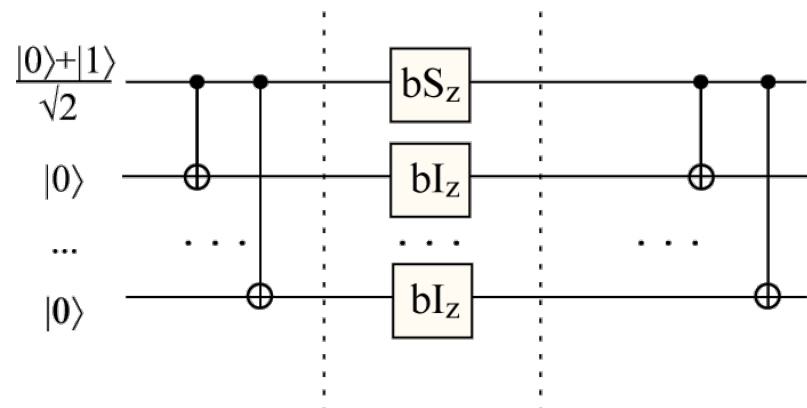 |0⟩+|1⟩
√2
bS_z
|0⟩
bI_z
...
. . .
. . .
. . .
|0⟩
bI_z